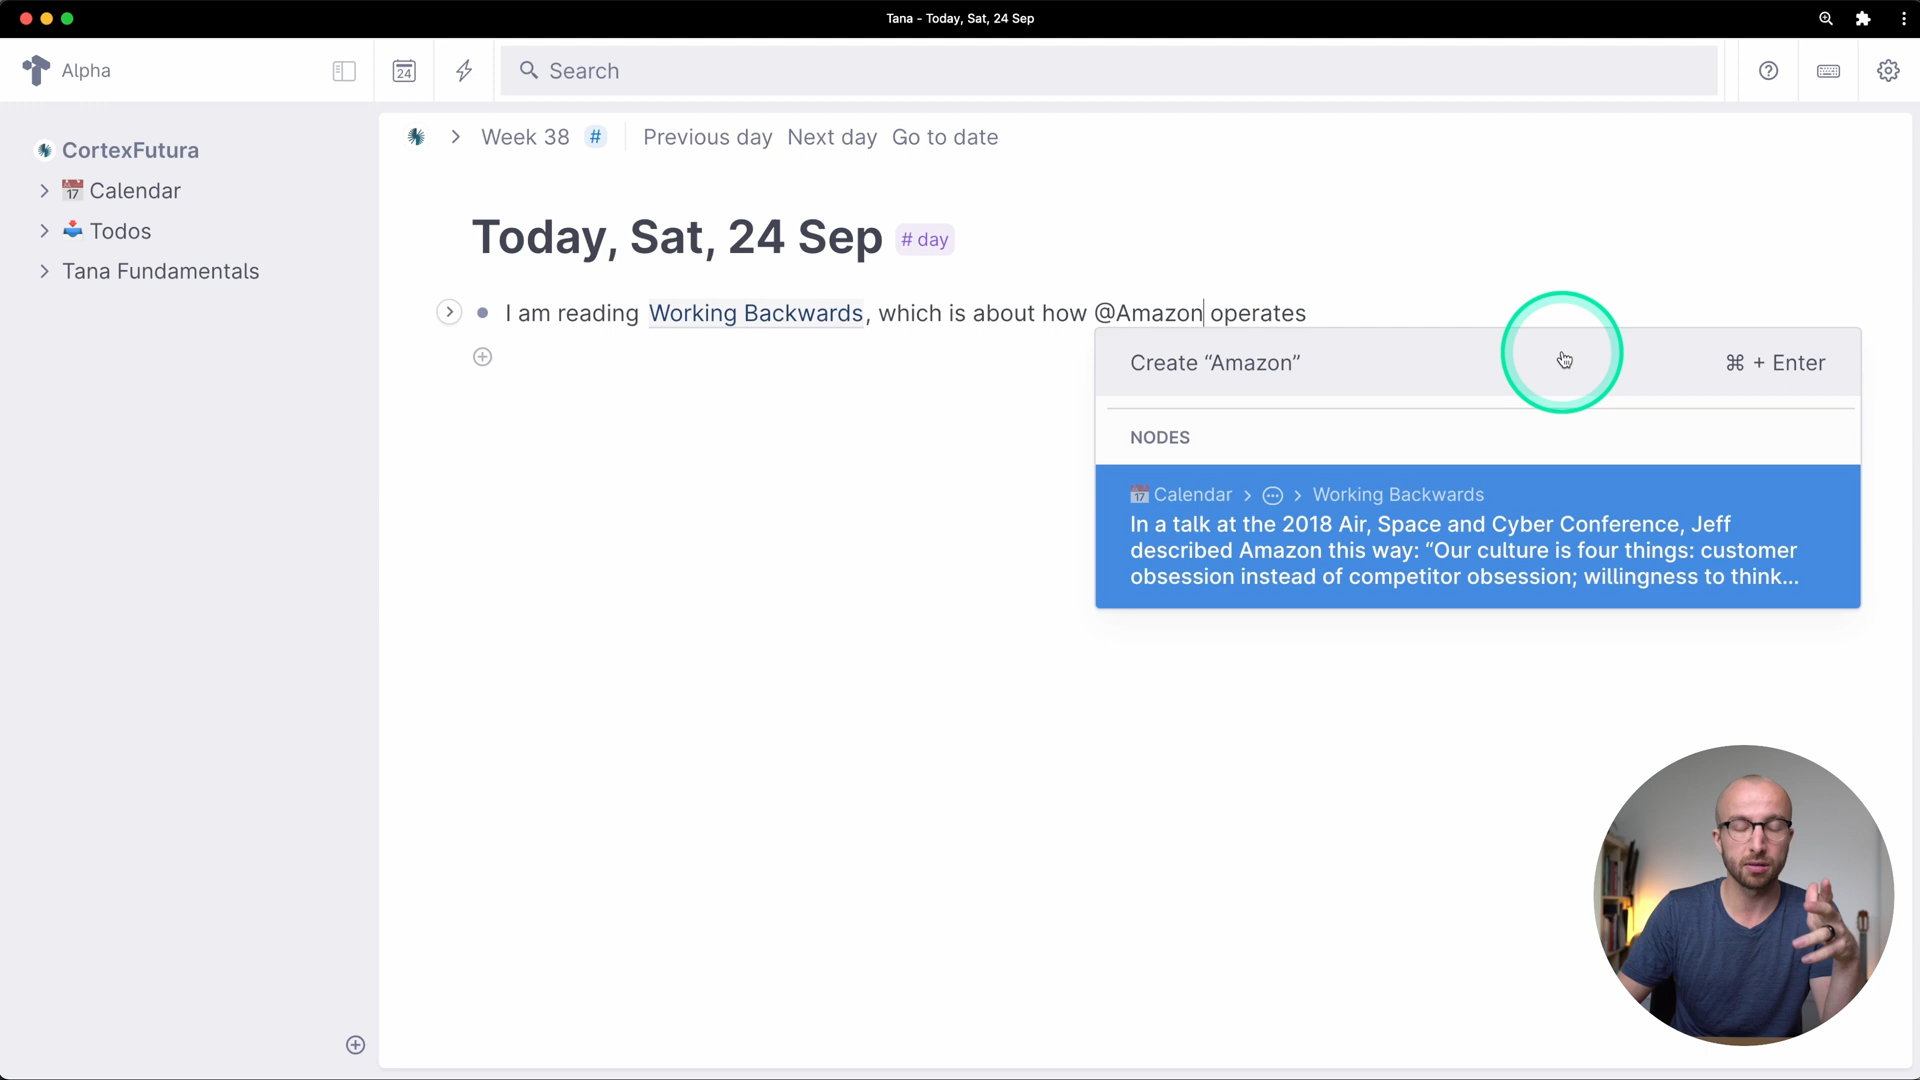 Tana - Today, Sat, 24 Sep
Alpha
24
Search
CortexFutura
17 Calendar
Todos
Tana Fundamentals
Week 38 #
Previous day Next day Go to date
Today, Sat, 24 Sep # day
I am reading Working Backwards, which is about how @Amazon operates
Create “Amazon” ⌘ + Enter
NODES
17 Calendar > > Working Backwards
In a talk at the 2018 Air, Space and Cyber Conference, Jeff
described Amazon this way: “Our culture is four things: customer
obsession instead of competitor obsession; willingness to think...